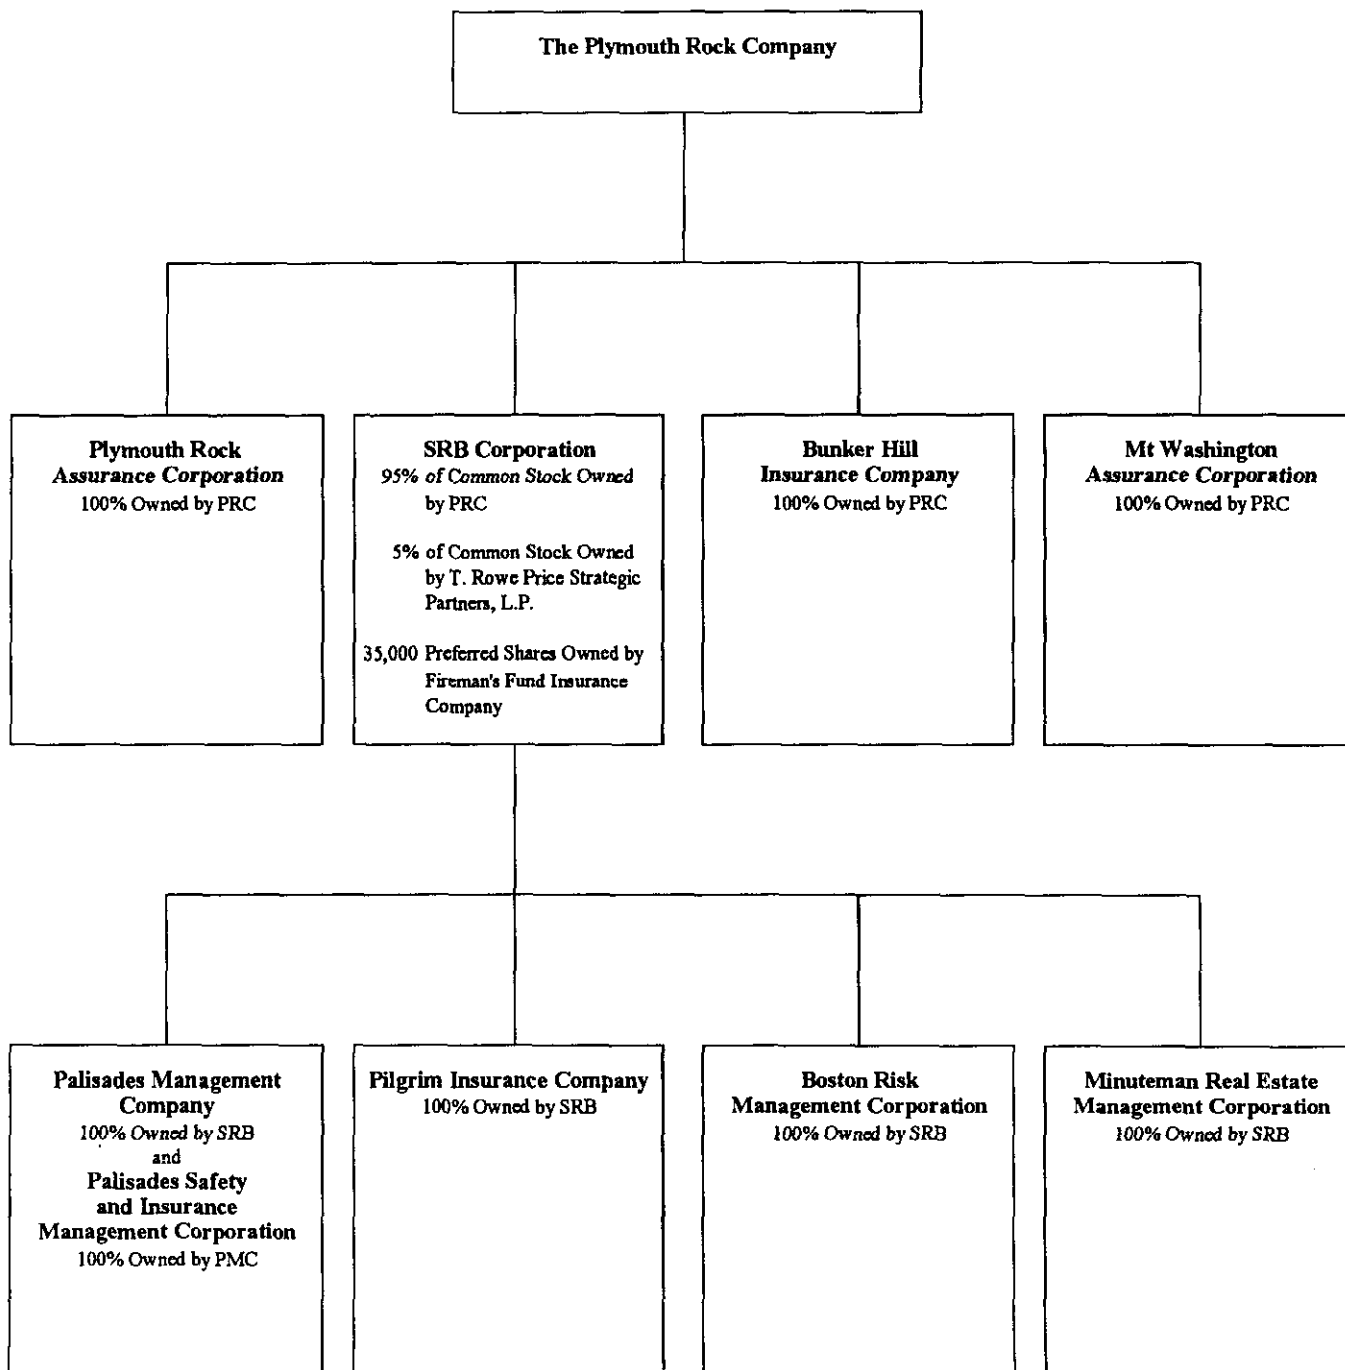 The Plymouth Rock Company
Plymouth Rock
Assurance Corporation
100% Owned by PRC
SRB Corporation
95% of Common Stock Owned
by PRC
5% of Common Stock Owned
by T. Rowe Price Strategic
Partners, L.P.
35,000 Preferred Shares Owned by
Fireman's Fund Insurance
Company
Bunker Hill
Insurance Company
100% Owned by PRC
Mt Washington
Assurance Corporation
100% Owned by PRC
Palisades Management
Company
100% Owned by SRB
and
Palisades Safety
and Insurance
Management Corporation
100% Owned by PMC
Pilgrim Insurance Company
100% Owned by SRB
Boston Risk
Management Corporation
100% Owned by SRB
Minuteman Real Estate
Management Corporation
100% Owned by SRB